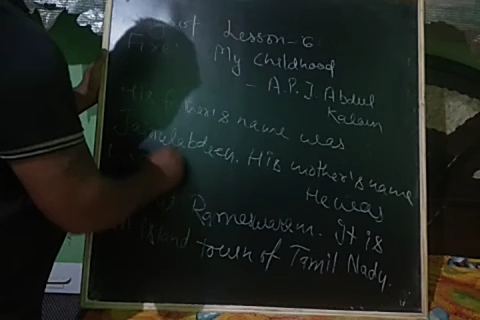 Lesson-6
My Childhood
- A.P.J. Abdul
Kalam
His father's name was
Jainulabdeen. His mother's name
He was
Rameswaram. It is
island town of Tamil Nadu.